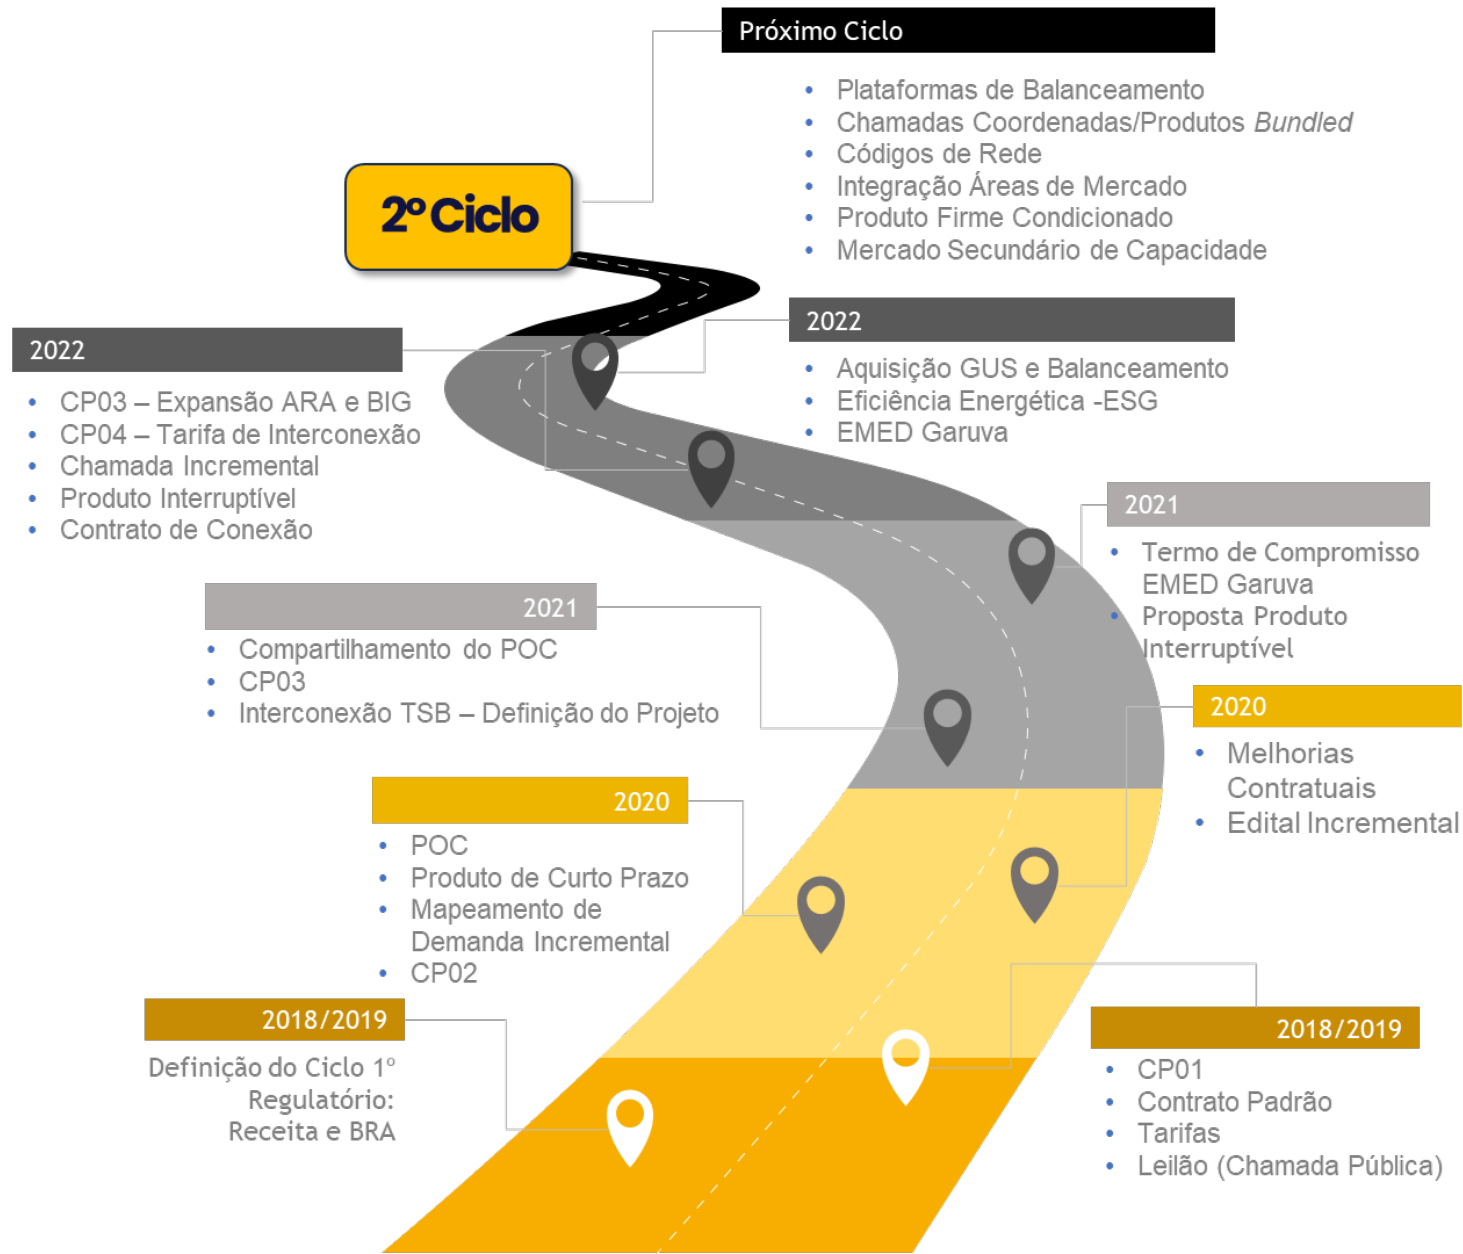 Próximo Ciclo
• Plataformas de Balanceamento
• Chamadas Coordenadas/Produtos Bundled
• Códigos de Rede
• Integração Áreas de Mercado
• Produto Firme Condicionado
• Mercado Secundário de Capacidade
2º Ciclo
2022
• CP03 – Expansão ARA e BIG
• CP04 – Tarifa de Interconexão
• Chamada Incremental
• Produto Interruptível
• Contrato de Conexão
2022
• Aquisição GUS e Balanceamento
• Eficiência Energética -ESG
• EMED Garuva
2021
• Termo de Compromisso
EMED Garuva
• Proposta Produto
Interruptível
2021
• Compartilhamento do POC
• CP03
• Interconexão TSB – Definição do Projeto
2020
• Melhorias
Contratuais
• Edital Incremental
2020
• POC
• Produto de Curto Prazo
• Mapeamento de
Demanda Incremental
• CP02
2018/2019
Definição do Ciclo 1º
Regulatório:
Receita e BRA
2018/2019
• CP01
• Contrato Padrão
• Tarifas
• Leilão (Chamada Pública)